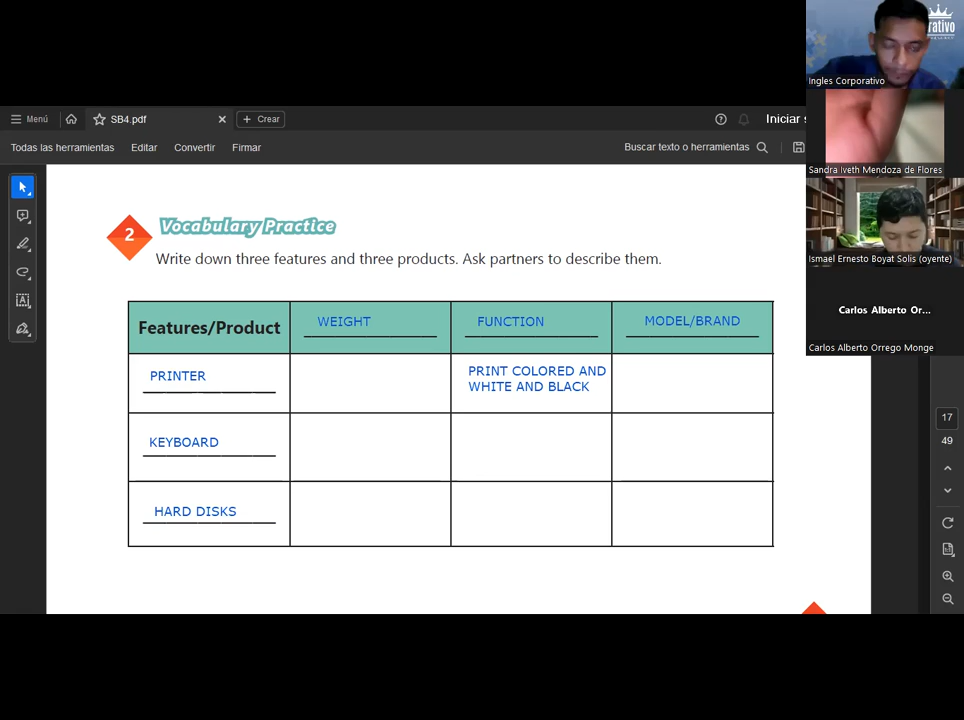 rativo
Ingles Corporativo
Menú
SB4.pdf
Crear
Iniciar s
Todas las herramientas
Editar
Convertir
Firmar
Buscar texto o herramientas
Sandra Iveth Mendoza de Flores
2
Vocabulary Practice
Write down three features and three products. Ask partners to describe them.
Ismael Ernesto Boyat Solis (oyente)
Carlos Alberto Or...
Carlos Alberto Orrego Monge
Features/Product
WEIGHT
FUNCTION
MODEL/BRAND
PRINTER
PRINT COLORED AND
WHITE AND BLACK
KEYBOARD
HARD DISKS
17
49